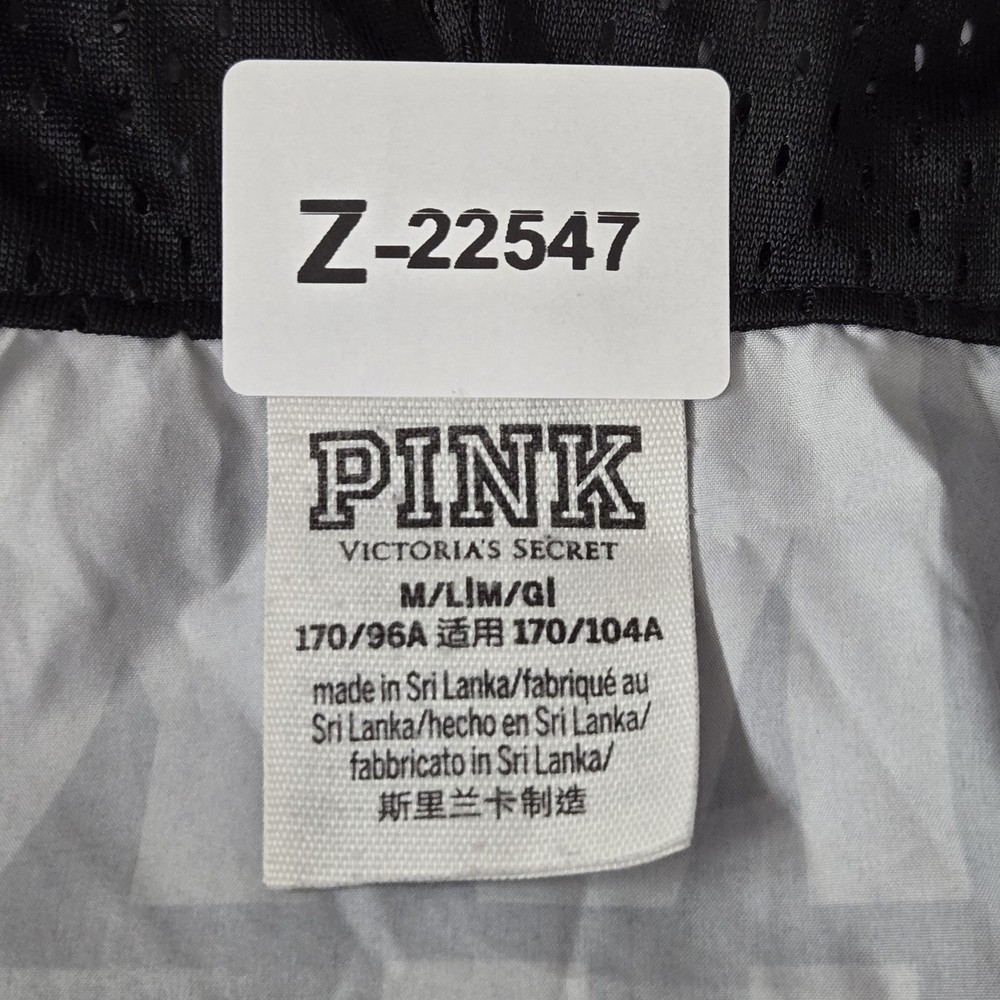 Z-22547
PINK
VICTORIA'S SECRET
M/L|M/G|
170/96A 适用 170/104A
made in Sri Lanka/fabriqué au
Sri Lanka/hecho en Sri Lanka/
fabbricato in Sri Lanka/
斯里兰卡制造